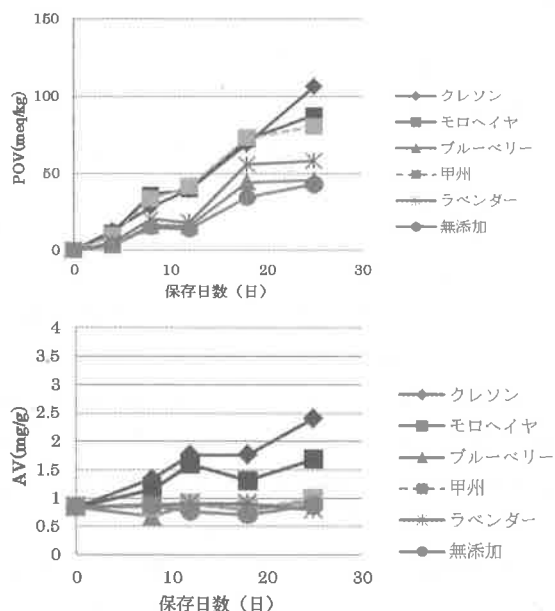 150
100
50
0
POV(meq/kg)
0
10
20
30
保存日数（日）
クレソン
モロヘイヤ
ブルーベリー
甲州
ラベンダー
無添加
4
3.5
3
2.5
2
1.5
1
0.5
0
AV(mg/g)
0
10
20
30
保存日数（日）
クレソン
モロヘイヤ
ブルーベリー
甲州
ラベンダー
無添加